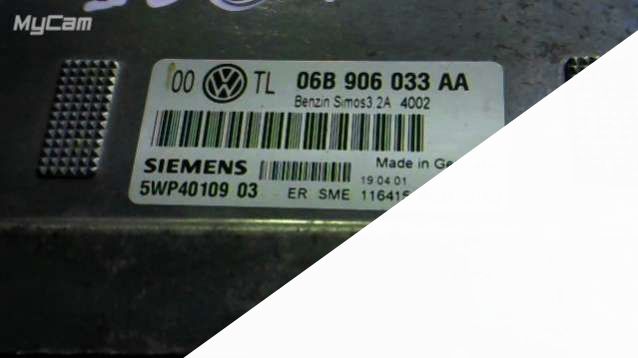 MyCam
00 VW TL 06B 906 033 AA
Benzin Simos3.2A 4002
Made in
SIEMENS
19 04 01
5WP40109 03 ER SME